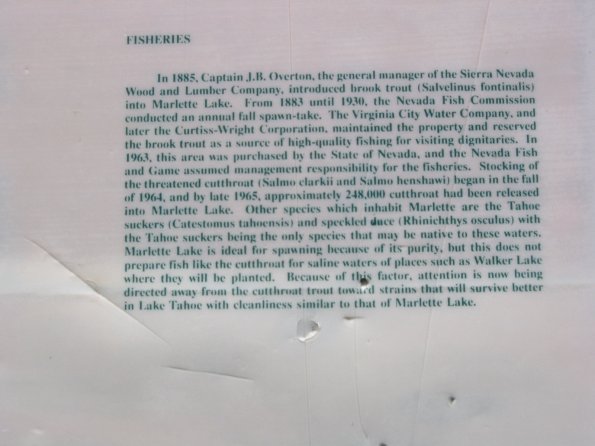 FISHERIES
In 1885, Captain J.B. Overton, the general manager of the Sierra Nevada
Wood and Lumber Company, introduced brook trout (Salvelinus fontinalis)
into Marlette Lake. From 1883 until 1930, the Nevada Fish Commission
conducted an annual fall spawn-take. The Virginia City Water Company, and
later the Curtiss-Wright Corporation, maintained the property and reserved
the brook trout as a source of high-quality fishing for visiting dignitaries. In
1963, this area was purchased by the State of Nevada, and the Nevada Fish
and Game assumed management responsibility for the fisheries. Stocking of
the threatened cutthroat (Salmo clarkii and Salmo henshawi) began in the fall
of 1964, and by late 1965, approximately 248,000 cutthroat had been released
into Marlette Lake. Other species which inhabit Marlette are the Tahoe
suckers (Catestomus tahoensis) and speckled dace (Rhinichthys osculus) with
the Tahoe suckers being the only species that may be native to these waters.
Marlette Lake is ideal for spawning because of its purity, but this does not
prepare fish like the cutthroat for saline waters of places such as Walker Lake
where they will be planted. Because of this factor, attention is now being
directed away from the cutthroat trout toward strains that will survive better
in Lake Tahoe with cleanliness similar to that of Marlette Lake.